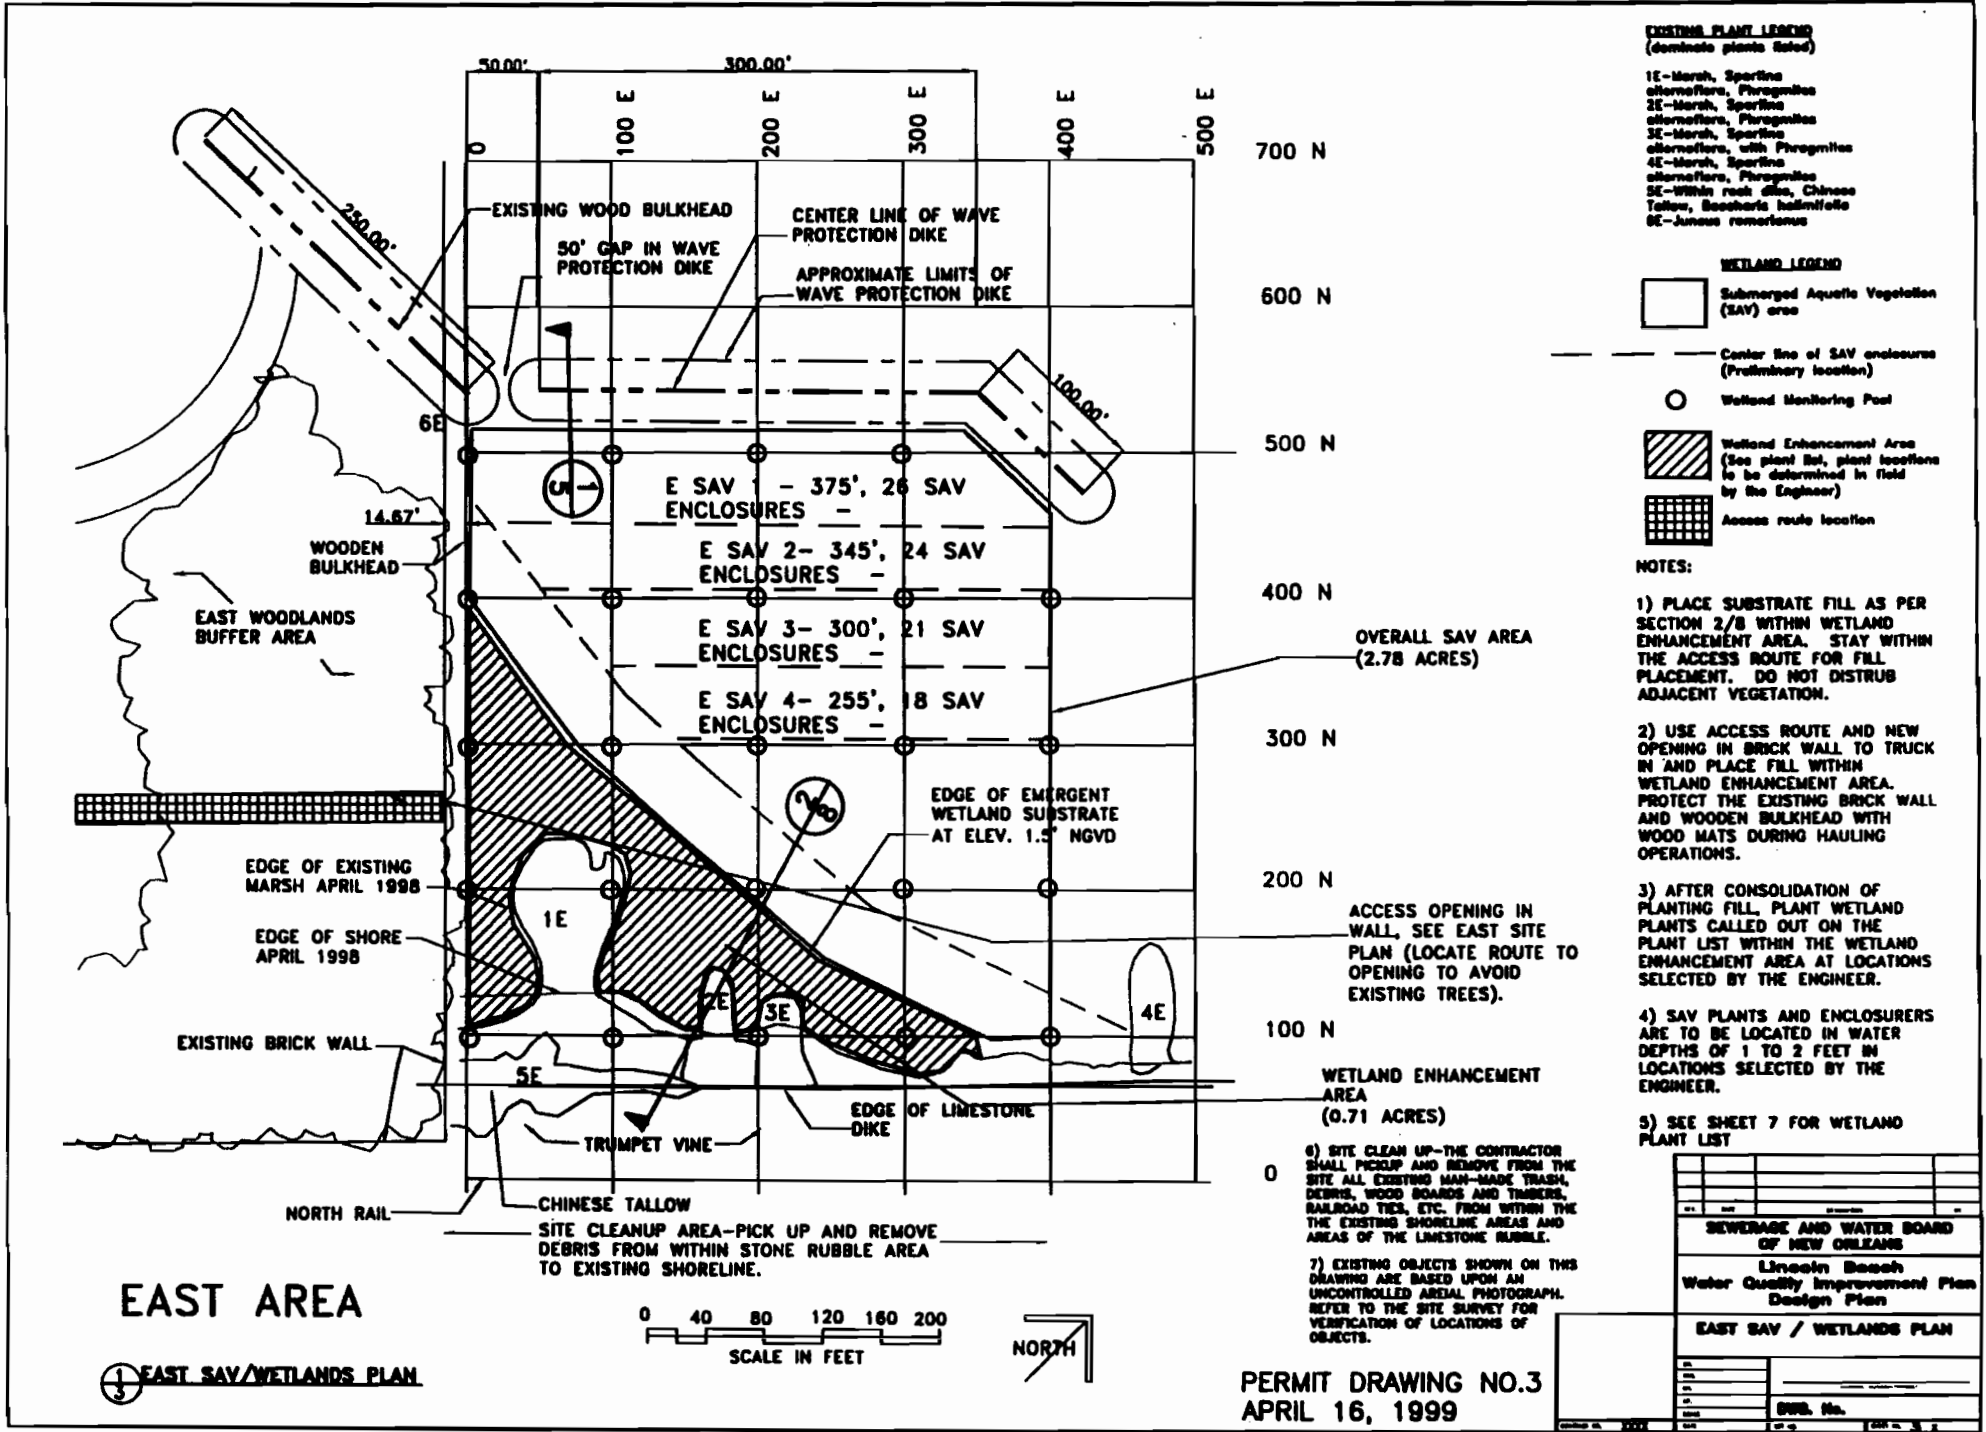 50.00'
300.00'
0
100 E
200 E
300 E
400 E
500 E
700 N
600 N
500 N
400 N
300 N
200 N
100 N
0
250.00'
EXISTING WOOD BULKHEAD
50' GAP IN WAVE
PROTECTION DIKE
CENTER LINE OF WAVE
PROTECTION DIKE
APPROXIMATE LIMITS OF
WAVE PROTECTION DIKE
100.00'
6E
1
5
E SAV 1 - 375', 26 SAV
ENCLOSURES -
14.67'
WOODEN
BULKHEAD
E SAV 2- 345', 24 SAV
ENCLOSURES -
EAST WOODLANDS
BUFFER AREA
E SAV 3- 300', 21 SAV
ENCLOSURES -
OVERALL SAV AREA
(2.78 ACRES)
E SAV 4- 255', 18 SAV
ENCLOSURES -
2/8
EDGE OF EMERGENT
WETLAND SUBSTRATE
AT ELEV. 1.5' NGVD
EDGE OF EXISTING
MARSH APRIL 1998
1E
EDGE OF SHORE
APRIL 1998
ACCESS OPENING IN
WALL, SEE EAST SITE
PLAN (LOCATE ROUTE TO
OPENING TO AVOID
EXISTING TREES).
2E
3E
4E
EXISTING BRICK WALL
5E
WETLAND ENHANCEMENT
AREA
(0.71 ACRES)
EDGE OF LIMESTONE
DIKE
TRUMPET VINE
NORTH RAIL
CHINESE TALLOW
SITE CLEANUP AREA-PICK UP AND REMOVE
DEBRIS FROM WITHIN STONE RUBBLE AREA
TO EXISTING SHORELINE.
EAST AREA
1
3
EAST SAV/WETLANDS PLAN
0 40 80 120 160 200
SCALE IN FEET
NORTH
PERMIT DRAWING NO.3
APRIL 16, 1999
EXISTING PLANT LEGEND
(dominate plants listed)
1E-Marsh, Spartina
alternaflora, Phragmites
2E-Marsh, Spartina
alternaflora, Phragmites
3E-Marsh, Spartina
alternaflora, with Phragmites
4E-Marsh, Spartina
alternaflora, Phragmites
5E-Within rock dike, Chinese
Tallow, Baccharis halimifolia
6E-Juncus romerianus
WETLAND LEGEND
Submerged Aquatic Vegetation
(SAV) area
Center line of SAV enclosures
(Preliminary location)
Wetland Monitoring Pool
Wetland Enhancement Area
(See plant list, plant locations
to be determined in field
by the Engineer)
Access route location
NOTES:
1) PLACE SUBSTRATE FILL AS PER
SECTION 2/8 WITHIN WETLAND
ENHANCEMENT AREA. STAY WITHIN
THE ACCESS ROUTE FOR FILL
PLACEMENT. DO NOT DISTRUB
ADJACENT VEGETATION.
2) USE ACCESS ROUTE AND NEW
OPENING IN BRICK WALL TO TRUCK
IN AND PLACE FILL WITHIN
WETLAND ENHANCEMENT AREA.
PROTECT THE EXISTING BRICK WALL
AND WOODEN BULKHEAD WITH
WOOD MATS DURING HAULING
OPERATIONS.
3) AFTER CONSOLIDATION OF
PLANTING FILL, PLANT WETLAND
PLANTS CALLED OUT ON THE
PLANT LIST WITHIN THE WETLAND
ENHANCEMENT AREA AT LOCATIONS
SELECTED BY THE ENGINEER.
4) SAV PLANTS AND ENCLOSURERS
ARE TO BE LOCATED IN WATER
DEPTHS OF 1 TO 2 FEET IN
LOCATIONS SELECTED BY THE
ENGINEER.
5) SEE SHEET 7 FOR WETLAND
PLANT LIST
6) SITE CLEAN UP-THE CONTRACTOR
SHALL PICKUP AND REMOVE FROM THE
SITE ALL EXISTING MAN-MADE TRASH,
DEBRIS, WOOD BOARDS AND TIMBERS,
RAILROAD TIES, ETC. FROM WITHIN THE
THE EXISTING SHORELINE AREAS AND
AREAS OF THE LIMESTONE RUBBLE.
7) EXISTING OBJECTS SHOWN ON THIS
DRAWING ARE BASED UPON AN
UNCONTROLLED AREIAL PHOTOGRAPH.
REFER TO THE SITE SURVEY FOR
VERIFICATION OF LOCATIONS OF
OBJECTS.
SEWERAGE AND WATER BOARD
OF NEW ORLEANS
Lincoln Beach
Water Quality Improvement Plan
Design Plan
EAST SAV / WETLANDS PLAN
DWG. No.